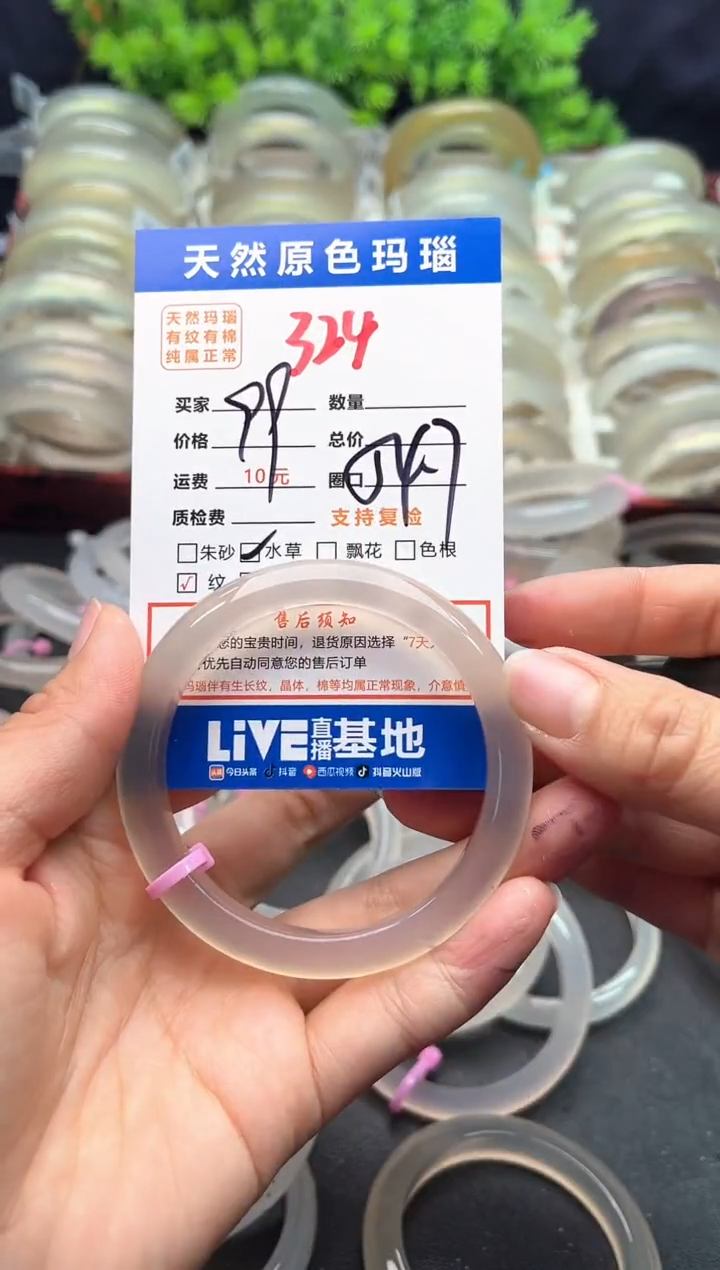 天然原色玛瑙
天然玛瑙
有纹有棉
纯属正常
324
买家 数量
价格 总价
运费 10元 圈口
质检费 支持复检
朱砂 水草 飘花 色根
√ 纹
售后须知
您的宝贵时间，退货原因选择 “7天
优先自动同意您的售后订单
玛瑙伴有生长纹，晶体，棉等均属正常现象，介意慎
LiVE直播基地
头条 今日头条 抖音 西瓜视频 抖音火山版